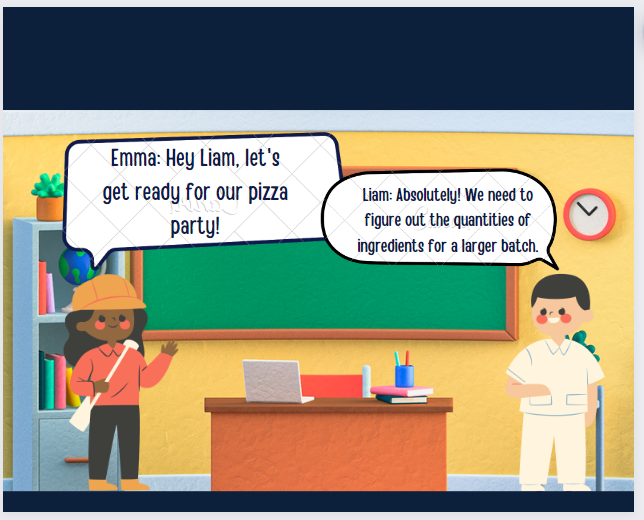 Emma: Hey Liam, let's
get ready for our pizza
party!
Liam: Absolutely! We need to
figure out the quantities of
ingredients for a larger batch.